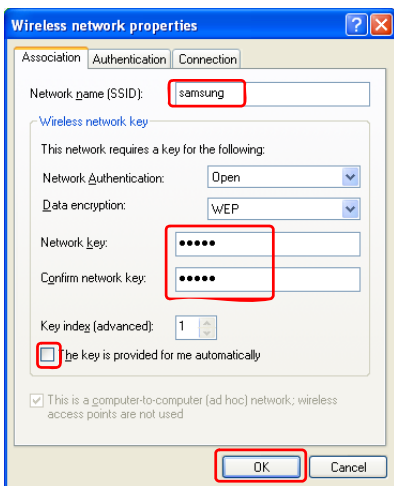 Wireless network properties
Association Authentication Connection
Network name (SSID): samsung
Wireless network key
This network requires a key for the following:
Network Authentication: Open
Data encryption: WEP
Network key: •••••
Confirm network key: •••••
Key index (advanced): 1
The key is provided for me automatically
This is a computer-to-computer (ad hoc) network; wireless
access points are not used
OK Cancel